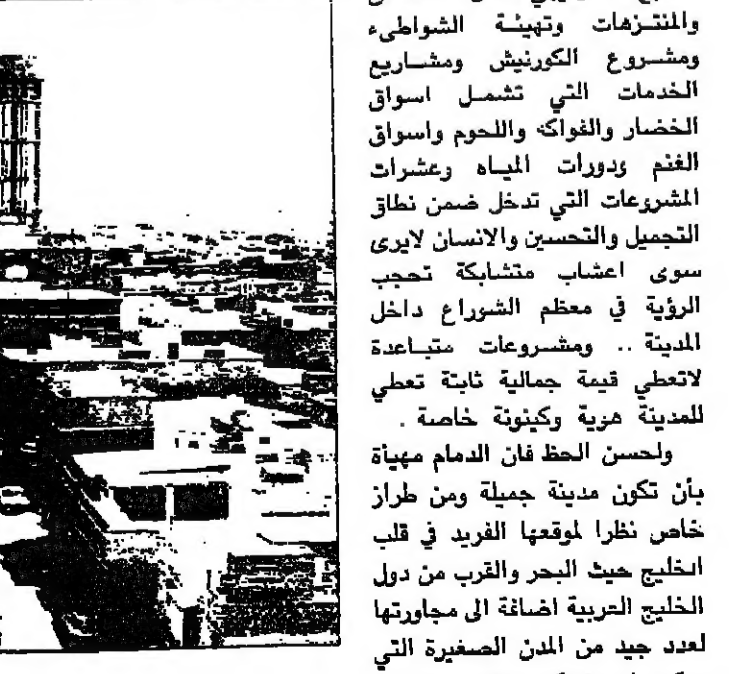 والمنتزهات وتهيئة الشواطىء
ومشروع الكورنيش ومشاريع
الخدمات التي تشمل اسواق
الخضار والفواكه واللحوم واسواق
الغنم ودورات المياه وعشرات
المشروعات التي تدخل ضمن نطاق
التجميل والتحسين والانسان لايرى
سوى اعشاب متشابكة تحجب
الرؤية في معظم الشوراع داخل
المدينة .. ومشروعات متباعدة
لاتعطي قيمة جمالية ثابتة تعطي
للمدينة هزية وكينونة خاصة .
ولحسن الحظ فان الدمام مهيأة
بأن تكون مدينة جميلة ومن طراز
خاص نظرا لموقعها الفريد في قلب
الخليج حيث البحر والقرب من دول
الخليج العربية اضافة الى مجاورتها
لعدد جيد من المدن الصغيرة التي